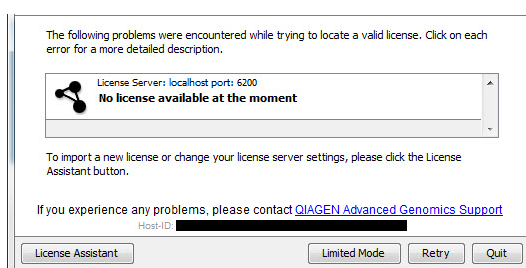 The following problems were encountered while trying to locate a valid license. Click on each
error for a more detailed description.
License Server: localhost port: 6200
No license available at the moment
To import a new license or change your license server settings, please click the License
Assistant button.
If you experience any problems, please contact QIAGEN Advanced Genomics Support
Host-ID:
License Assistant
Limited Mode
Retry
Quit